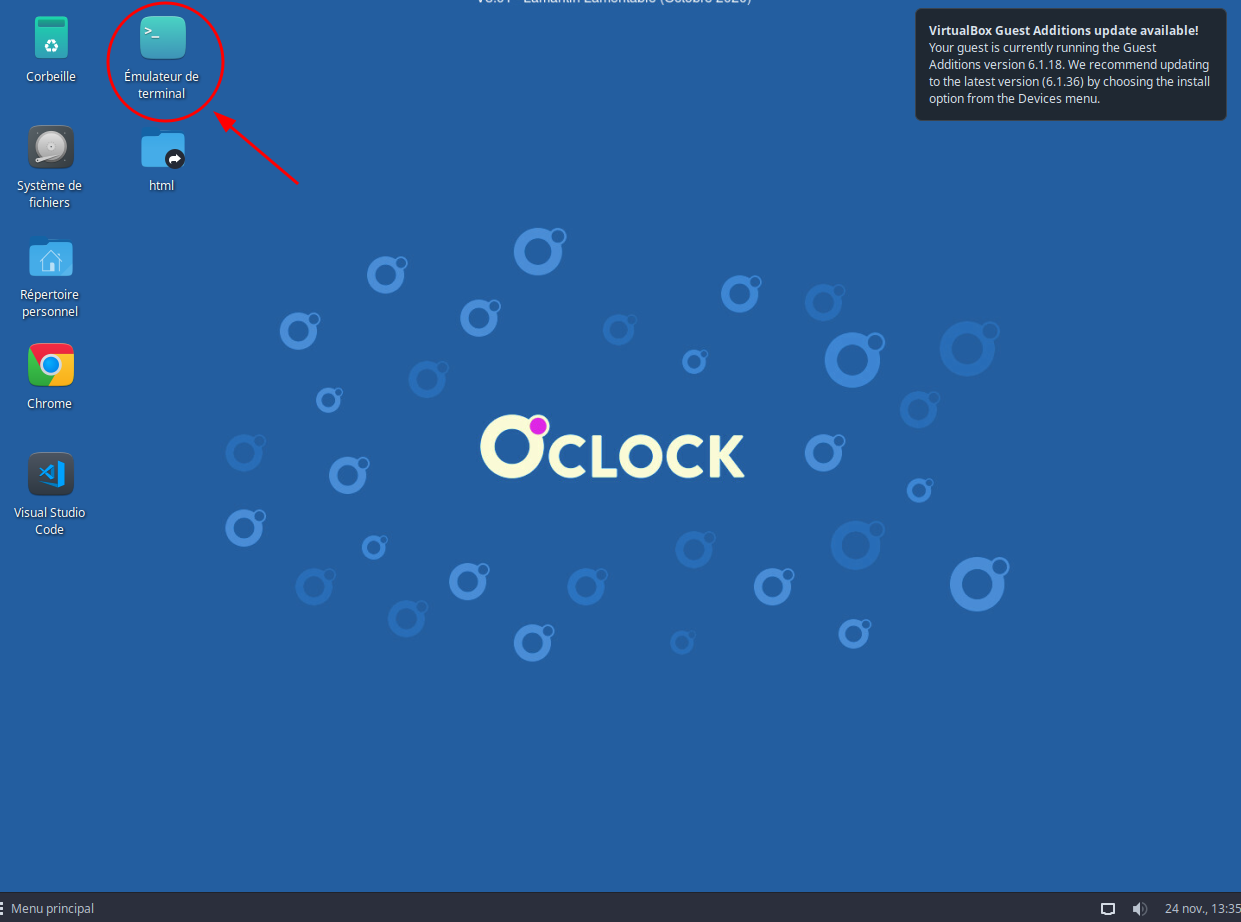 Corbeille
>_
Émulateur de
terminal
Système de
fichiers
html
Répertoire
personnel
Chrome
Visual Studio
Code
VirtualBox Guest Additions update available!
Your guest is currently running the Guest
Additions version 6.1.18. We recommend updating
to the latest version (6.1.36) by choosing the install
option from the Devices menu.
O'CLOCK
Menu principal
24 nov., 13:35